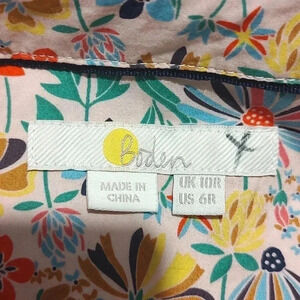 Boden
MADE IN
CHINA
UK 10R
US 6R